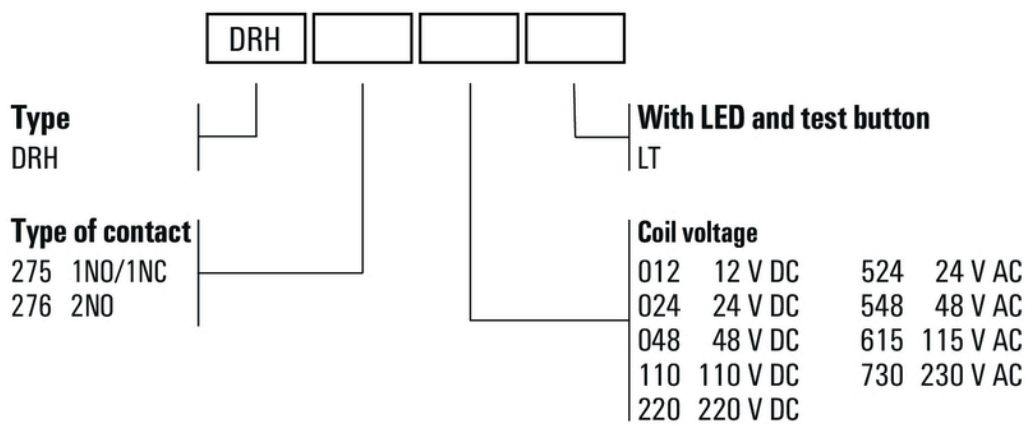 DRH
Type
DRH
With LED and test button
LT
Type of contact
275 1NO/1NC
276 2NO
Coil voltage
012 12 V DC 524 24 V AC
024 24 V DC 548 48 V AC
048 48 V DC 615 115 V AC
110 110 V DC 730 230 V AC
220 220 V DC